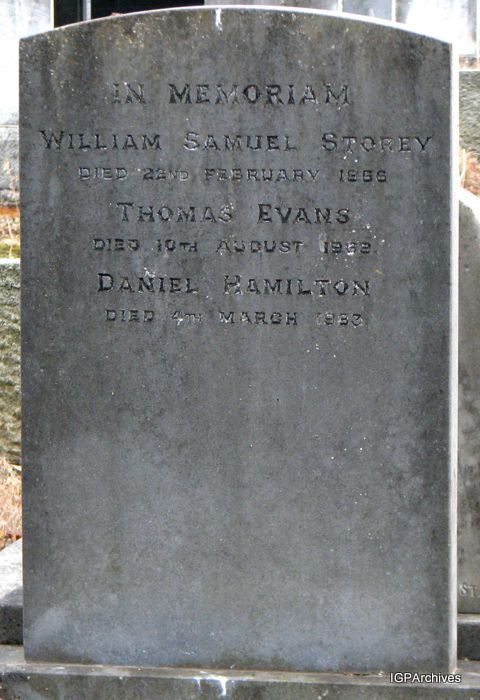 IN MEMORIAM
WILLIAM SAMUEL STOREY
DIED 22ND FEBRUARY
THOMAS EVANS
DIED 10TH AUGUST
DANIEL HAMILTON
DIED 4TH MARCH
IGPArchives